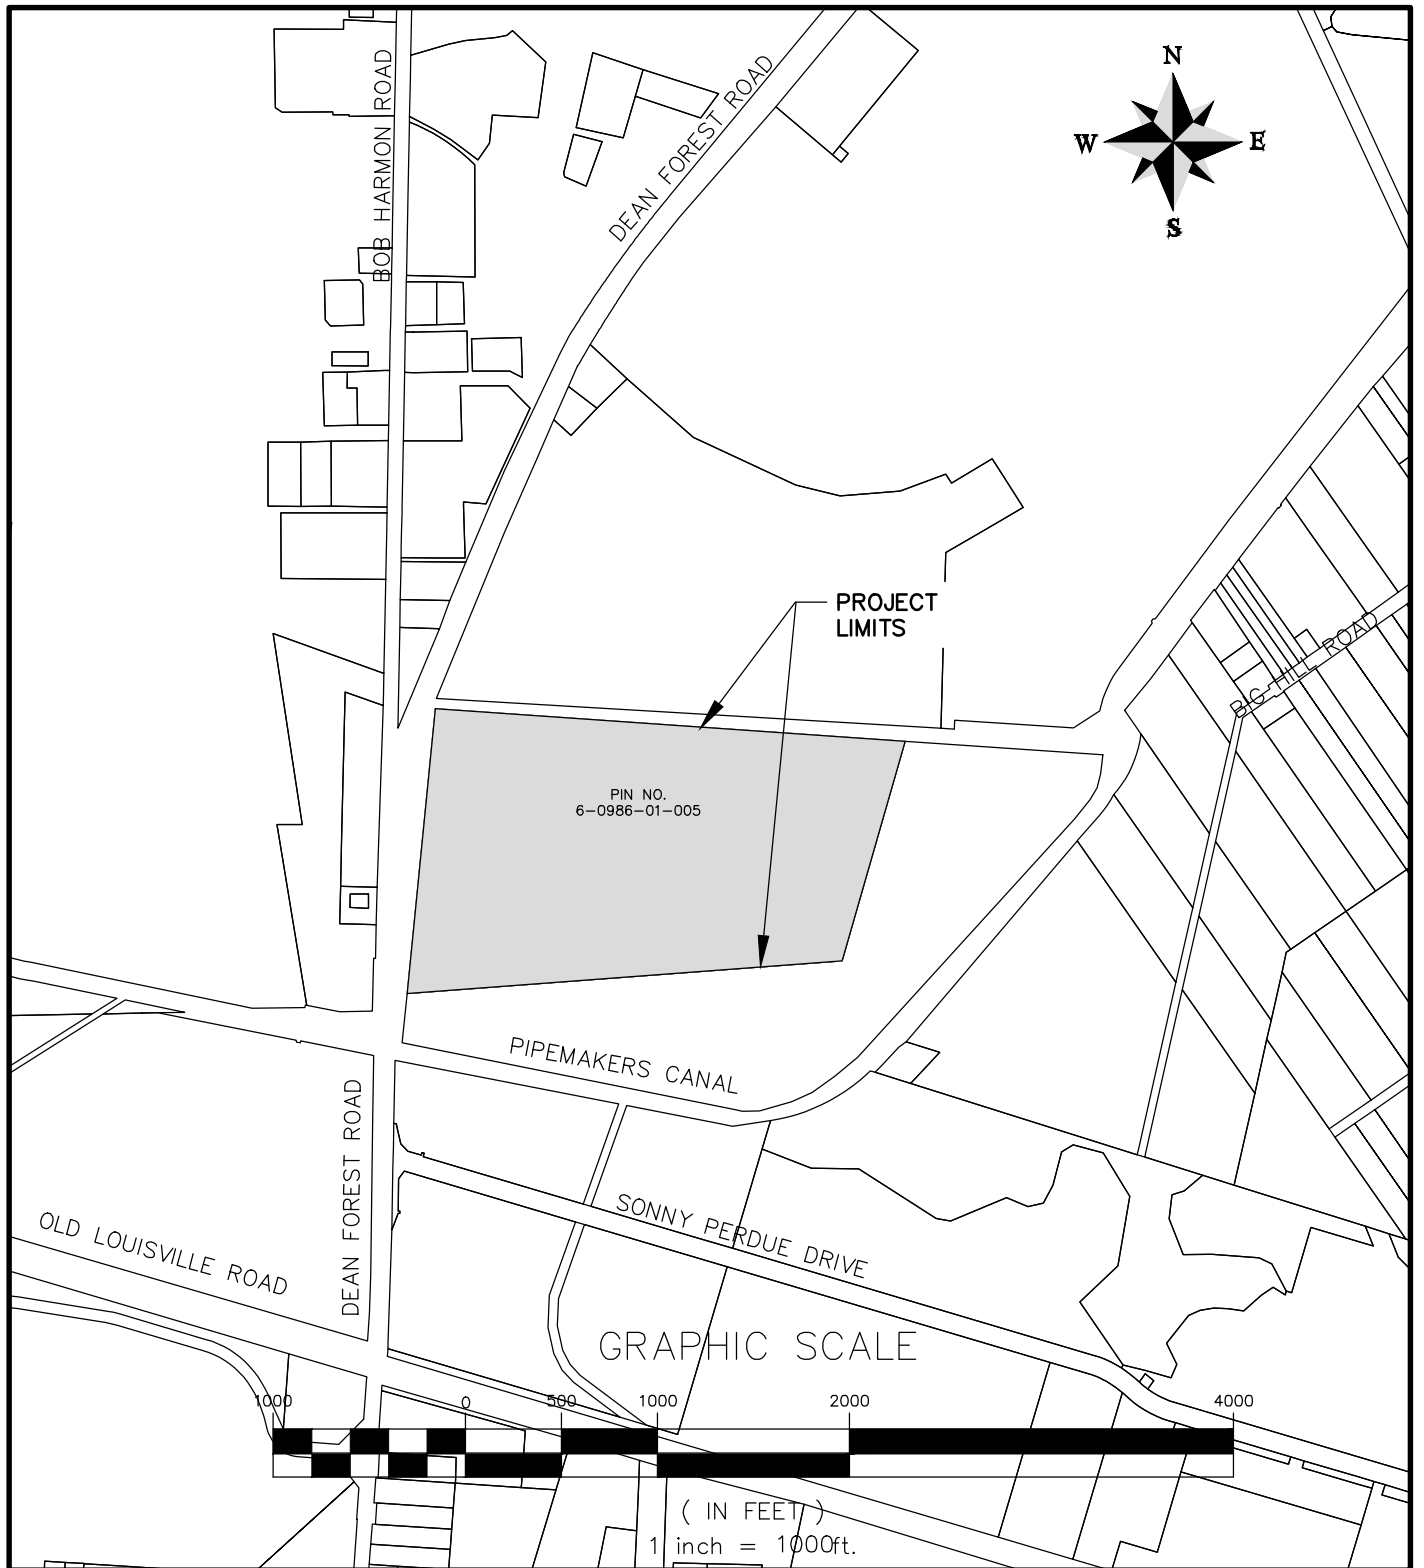 N
W E
S
BOB HARMON ROAD
DEAN FOREST ROAD
PROJECT
LIMITS
BIG HILL ROAD
PIN NO.
6-0986-01-005
PIPEMAKERS CANAL
DEAN FOREST ROAD
SONNY PERDUE DRIVE
OLD LOUISVILLE ROAD
GRAPHIC SCALE
1000 0 500 1000 2000 4000
( IN FEET )
1 inch = 1000ft.